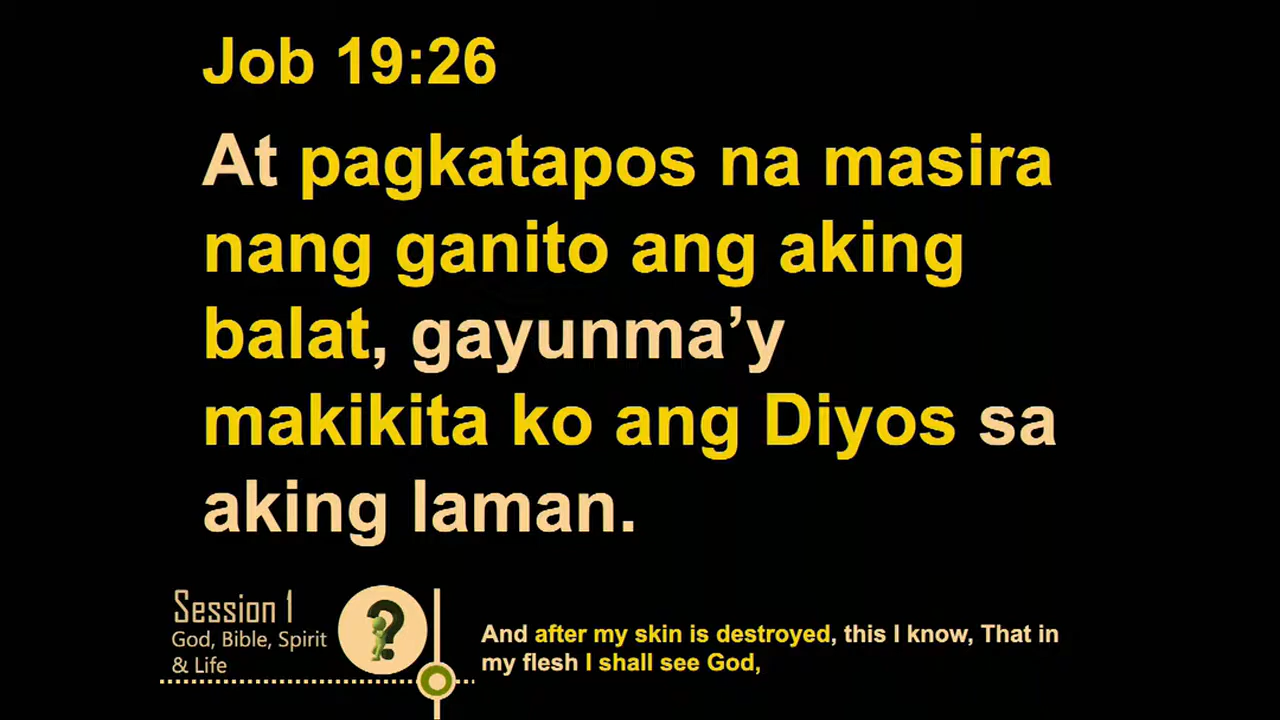 Job 19:26
At pagkatapos na masira
nang ganito ang aking
balat, gayunma’y
makikita ko ang Diyos sa
aking laman.
Session 1
God, Bible, Spirit
& Life
?
And after my skin is destroyed, this I know, That in
my flesh I shall see God,